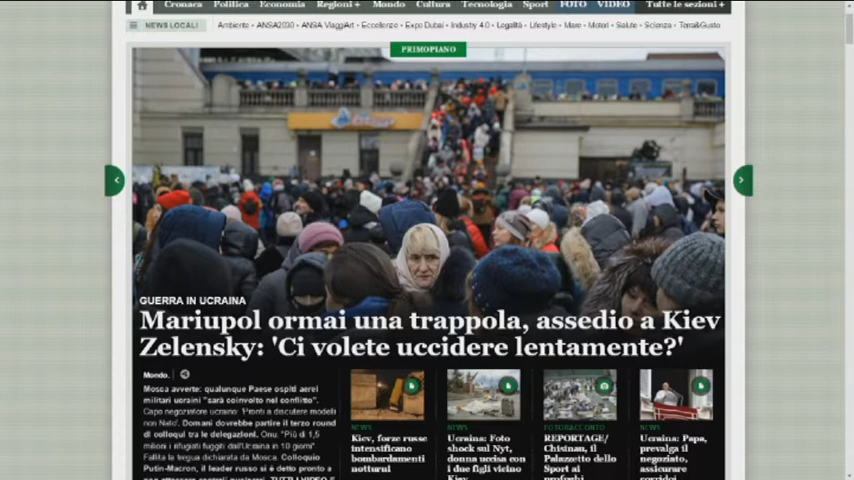 Cronaca Politica Economia Regioni + Mondo Cultura Tecnologia Sport FOTO VIDEO Tutte le sezioni +
NEWS LOCALI Ambiente • ANSA2030 • ANSA ViaggiArt • Eccellenze • Expo Dubai • Industry 4.0 • Legalità • Lifestyle • Mare • Motori • Salute • Scienza • Terra&Gusto
PRIMOPIANO
GUERRA IN UCRAINA
Mariupol ormai una trappola, assedio a Kiev
Zelensky: 'Ci volete uccidere lentamente?'
Mondo.
Mosca avverte: qualunque Paese ospiti aerei
militari ucraini "sarà coinvolto nel conflitto".
Capo negoziatore ucraino: 'Pronti a discutere modelli
non Nato'. Domani dovrebbe partire il terzo round
di colloqui tra le delegazioni. Onu: "Più di 1,5
milioni i rifugiati fuggiti dall'Ucraina in 10 giorni"
Fallita la tregua dichiarata da Mosca. Colloquio
Putin-Macron, il leader russo si è detto pronto a
NEWS
Kiev, forze russe
intensificano
bombardamenti
notturni
NEWS
Ucraina: Foto
shock sul Nyt,
donna uccisa con
i due figli vicino
Kiev
FOTORACCONTO
REPORTAGE/
Chisinau, il
Palazzetto dello
Sport ai
profughi
NEWS
Ucraina: Papa,
prevalga il
negoziato,
assicurare
corridoi